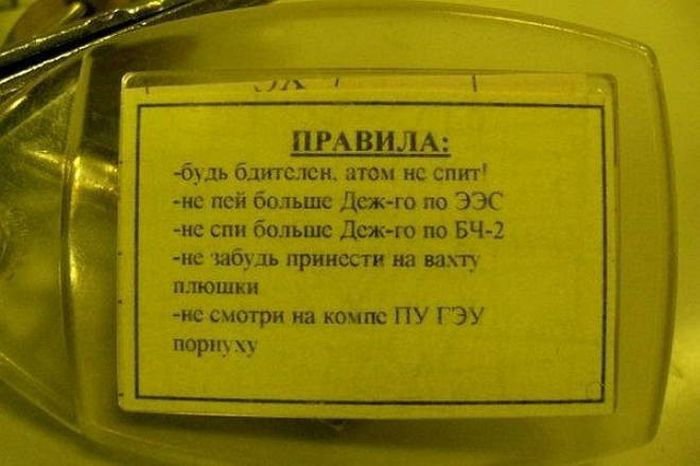 ПРАВИЛА:
-будь бдителен, атом не спит!
-не пей больше Деж-го по ЭЭС
-не спи больше Деж-го по БЧ-2
-не забудь принести на вахту
плюшки
-не смотри на компе ПУ ГЭУ
порнуху